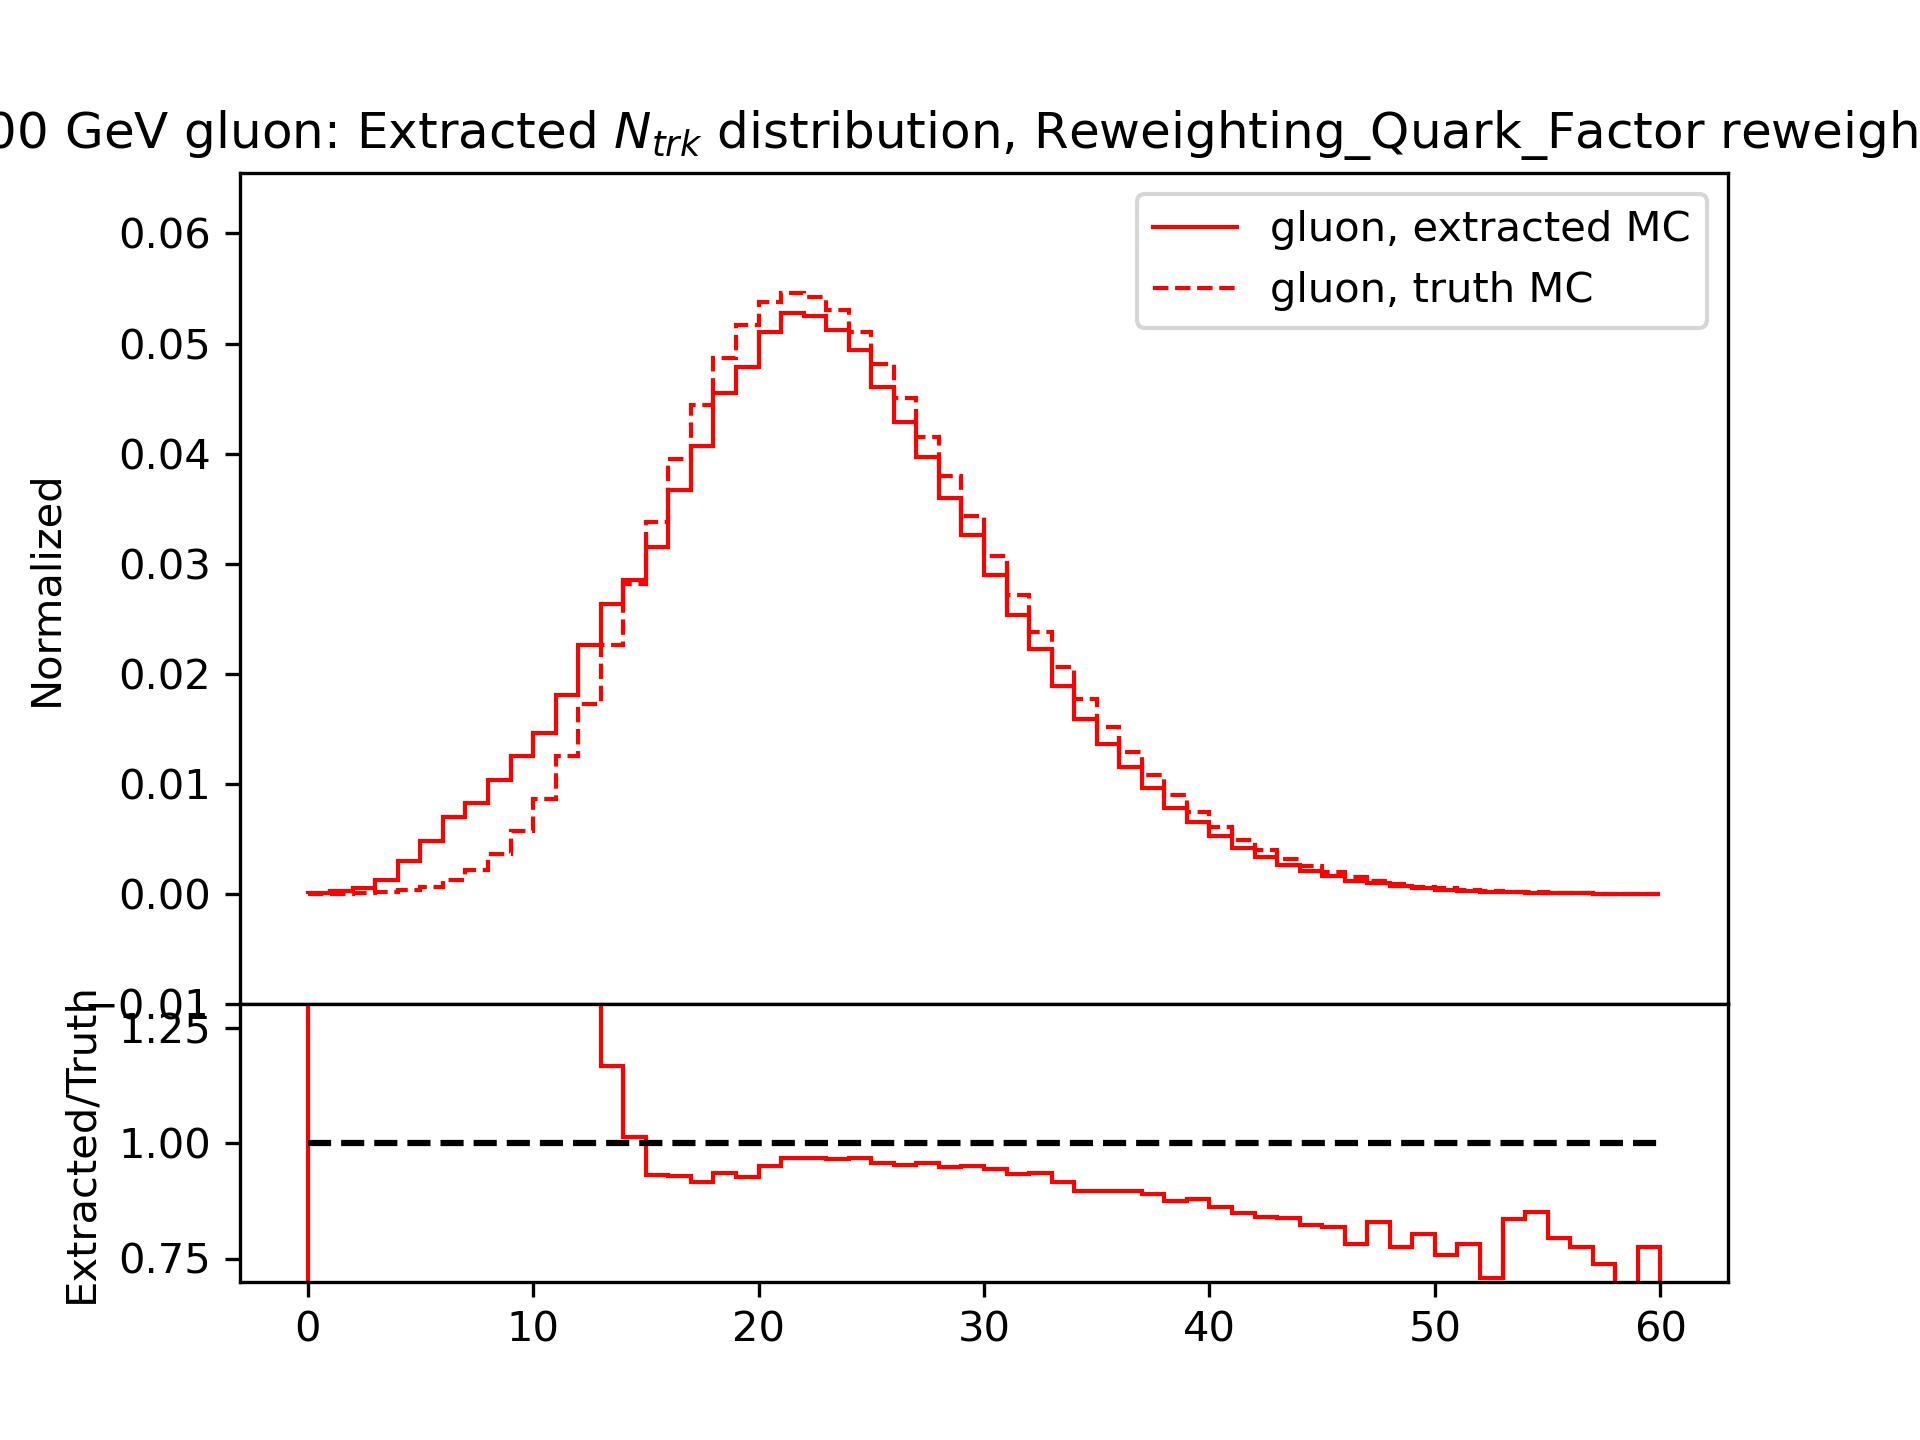 00 GeV gluon: Extracted N_trk distribution, Reweighting_Quark_Factor reweigh
gluon, extracted MC
gluon, truth MC
Normalized
0.06
0.05
0.04
0.03
0.02
0.01
0.00
−0.01
Extracted/Truth
1.25
1.00
0.75
0 10 20 30 40 50 60